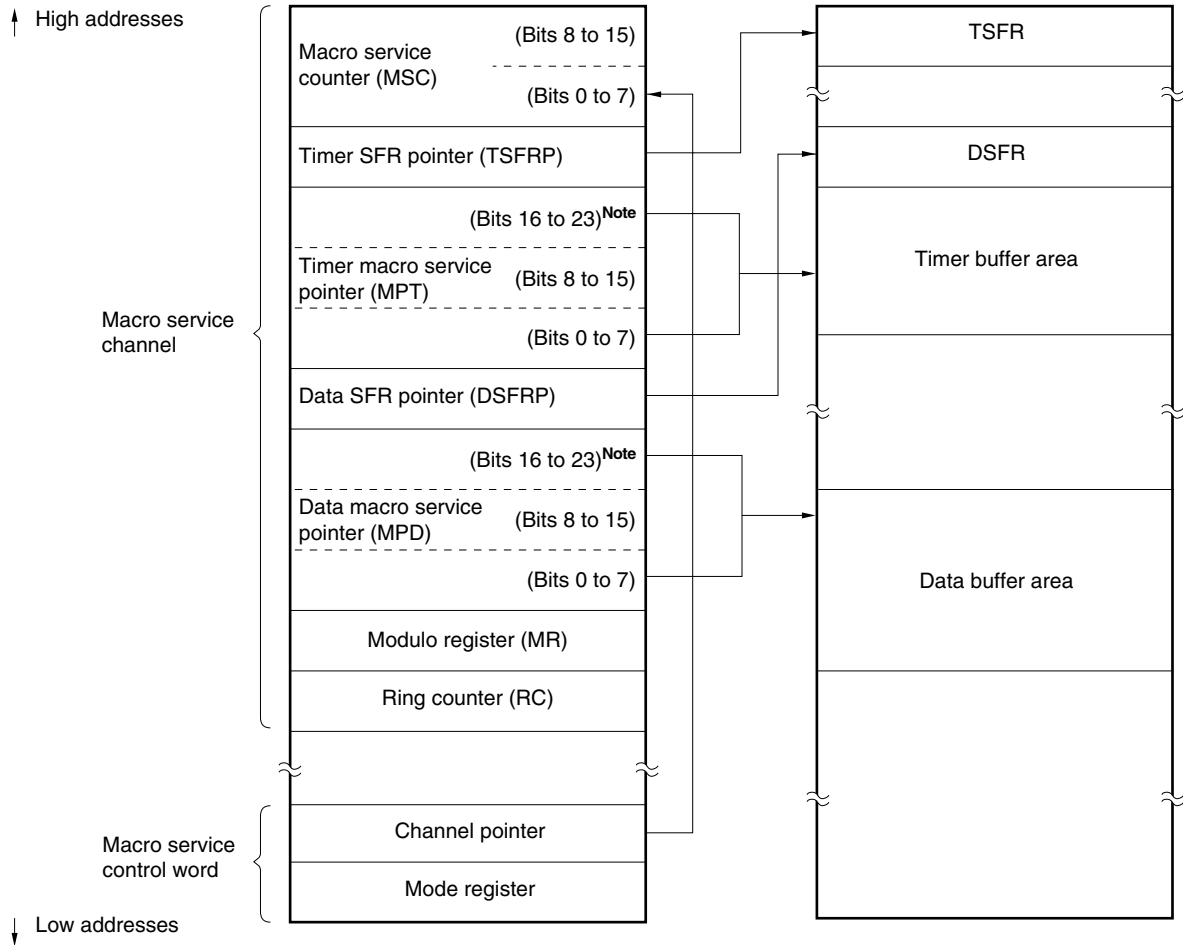 High addresses
Macro service
counter (MSC)
(Bits 8 to 15)
(Bits 0 to 7)
Timer SFR pointer (TSFRP)
(Bits 16 to 23)Note
Timer macro service
pointer (MPT)
(Bits 8 to 15)
(Bits 0 to 7)
Data SFR pointer (DSFRP)
(Bits 16 to 23)Note
Data macro service
pointer (MPD)
(Bits 8 to 15)
(Bits 0 to 7)
Modulo register (MR)
Ring counter (RC)
Macro service
channel
Channel pointer
Mode register
Macro service
control word
Low addresses
TSFR
DSFR
Timer buffer area
Data buffer area